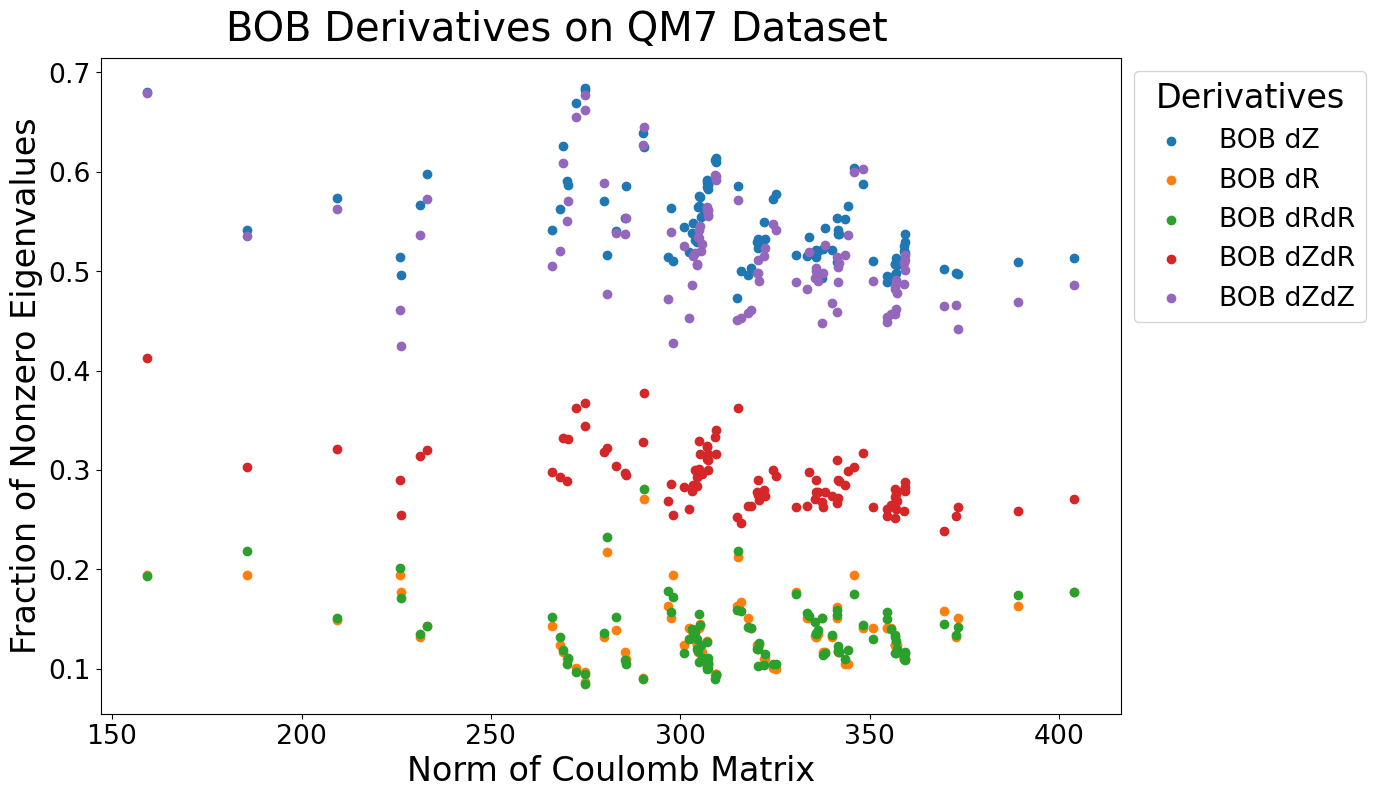 BOB Derivatives on QM7 Dataset
Fraction of Nonzero Eigenvalues
0.7
0.6
0.5
0.4
0.3
0.2
0.1
150 200 250 300 350 400
Norm of Coulomb Matrix
Derivatives
BOB dZ
BOB dR
BOB dRdR
BOB dZdR
BOB dZdZ